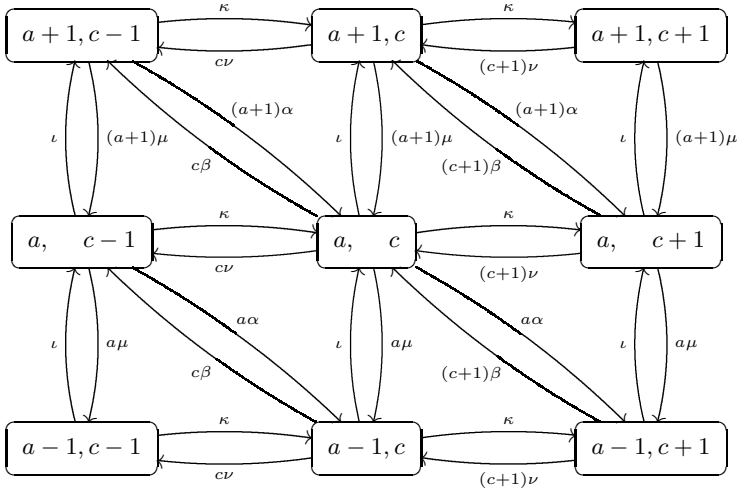 κ κ
a + 1, c − 1 a + 1, c a + 1, c + 1
cν (c+1)ν
(a+1)α (a+1)α
ι (a+1)μ ι (a+1)μ ι (a+1)μ
cβ (c+1)β
κ κ
a, c − 1 a, c a, c + 1
cν (c+1)ν
aα aα
ι aμ ι aμ ι aμ
cβ (c+1)β
κ κ
a − 1, c − 1 a − 1, c a − 1, c + 1
cν (c+1)ν